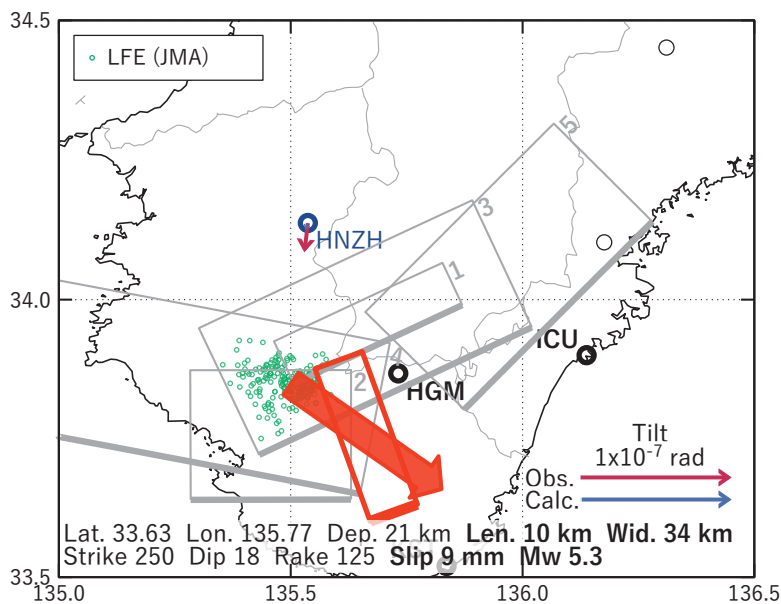 34.5
LFE (JMA)
5
3
HNZH
1
34.0
ICU
4
2
HGM
Tilt
1x10⁻⁷ rad
Obs.
Calc.
Lat. 33.63 Lon. 135.77 Dep. 21 km Len. 10 km Wid. 34 km
Strike 250 Dip 18 Rake 125 Slip 9 mm Mw 5.3
33.5
135.0 135.5 136.0 136.5